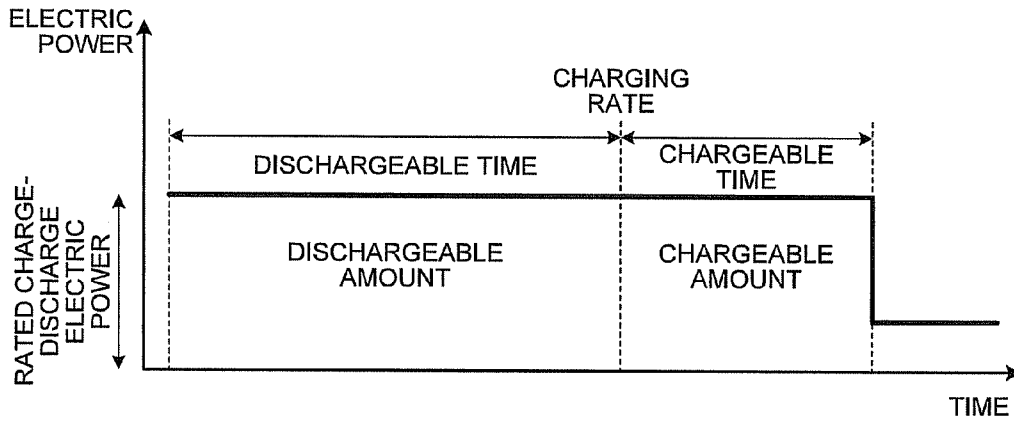 ELECTRIC
POWER
CHARGING
RATE
DISCHARGEABLE TIME
CHARGEABLE
TIME
RATED CHARGE-
DISCHARGE
ELECTRIC
POWER
DISCHARGEABLE
AMOUNT
CHARGEABLE
AMOUNT
TIME